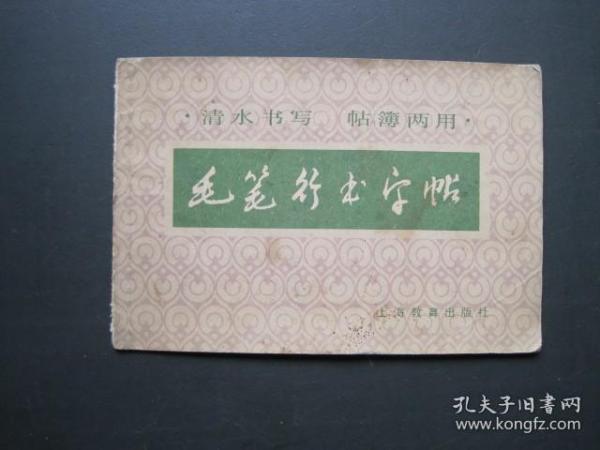 ·清水书写 帖簿两用·
毛笔行书字帖
上海教育出版社
孔夫子旧书网
www.kongfz.com